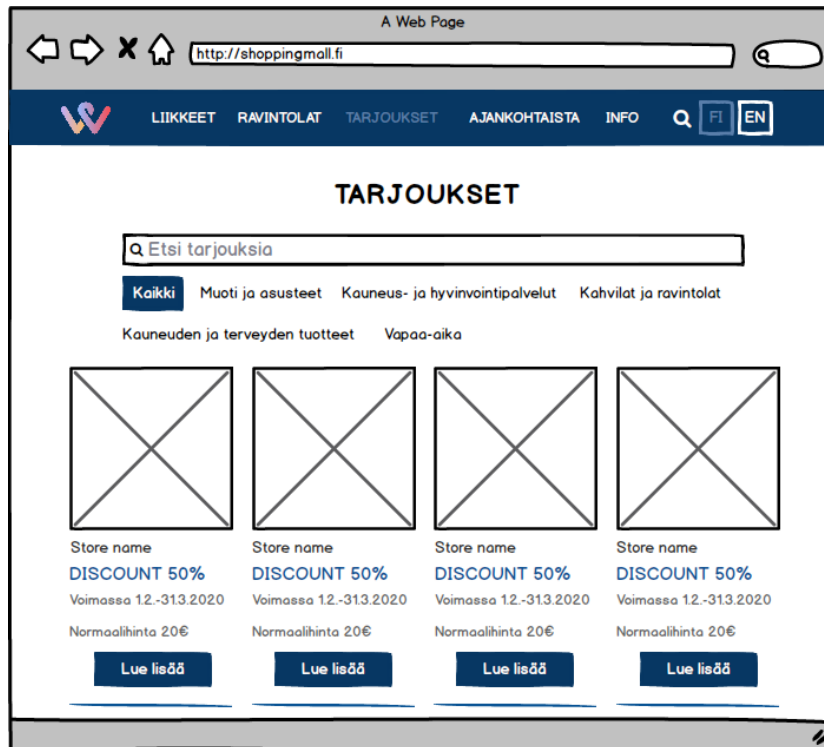 A Web Page
http://shoppingmall.fi
LIIKKEET RAVINTOLAT TARJOUKSET AJANKOHTAISTA INFO FI EN
TARJOUKSET
Etsi tarjouksia
Kaikki Muoti ja asusteet Kauneus- ja hyvinvointipalvelut Kahvilat ja ravintolat
Kauneuden ja terveyden tuotteet Vapaa-aika
Store name Store name Store name Store name
DISCOUNT 50% DISCOUNT 50% DISCOUNT 50% DISCOUNT 50%
Voimassa 1.2.-31.3.2020 Voimassa 1.2.-31.3.2020 Voimassa 1.2.-31.3.2020 Voimassa 1.2.-31.3.2020
Normaalihinta 20€ Normaalihinta 20€ Normaalihinta 20€ Normaalihinta 20€
Lue lisää Lue lisää Lue lisää Lue lisää